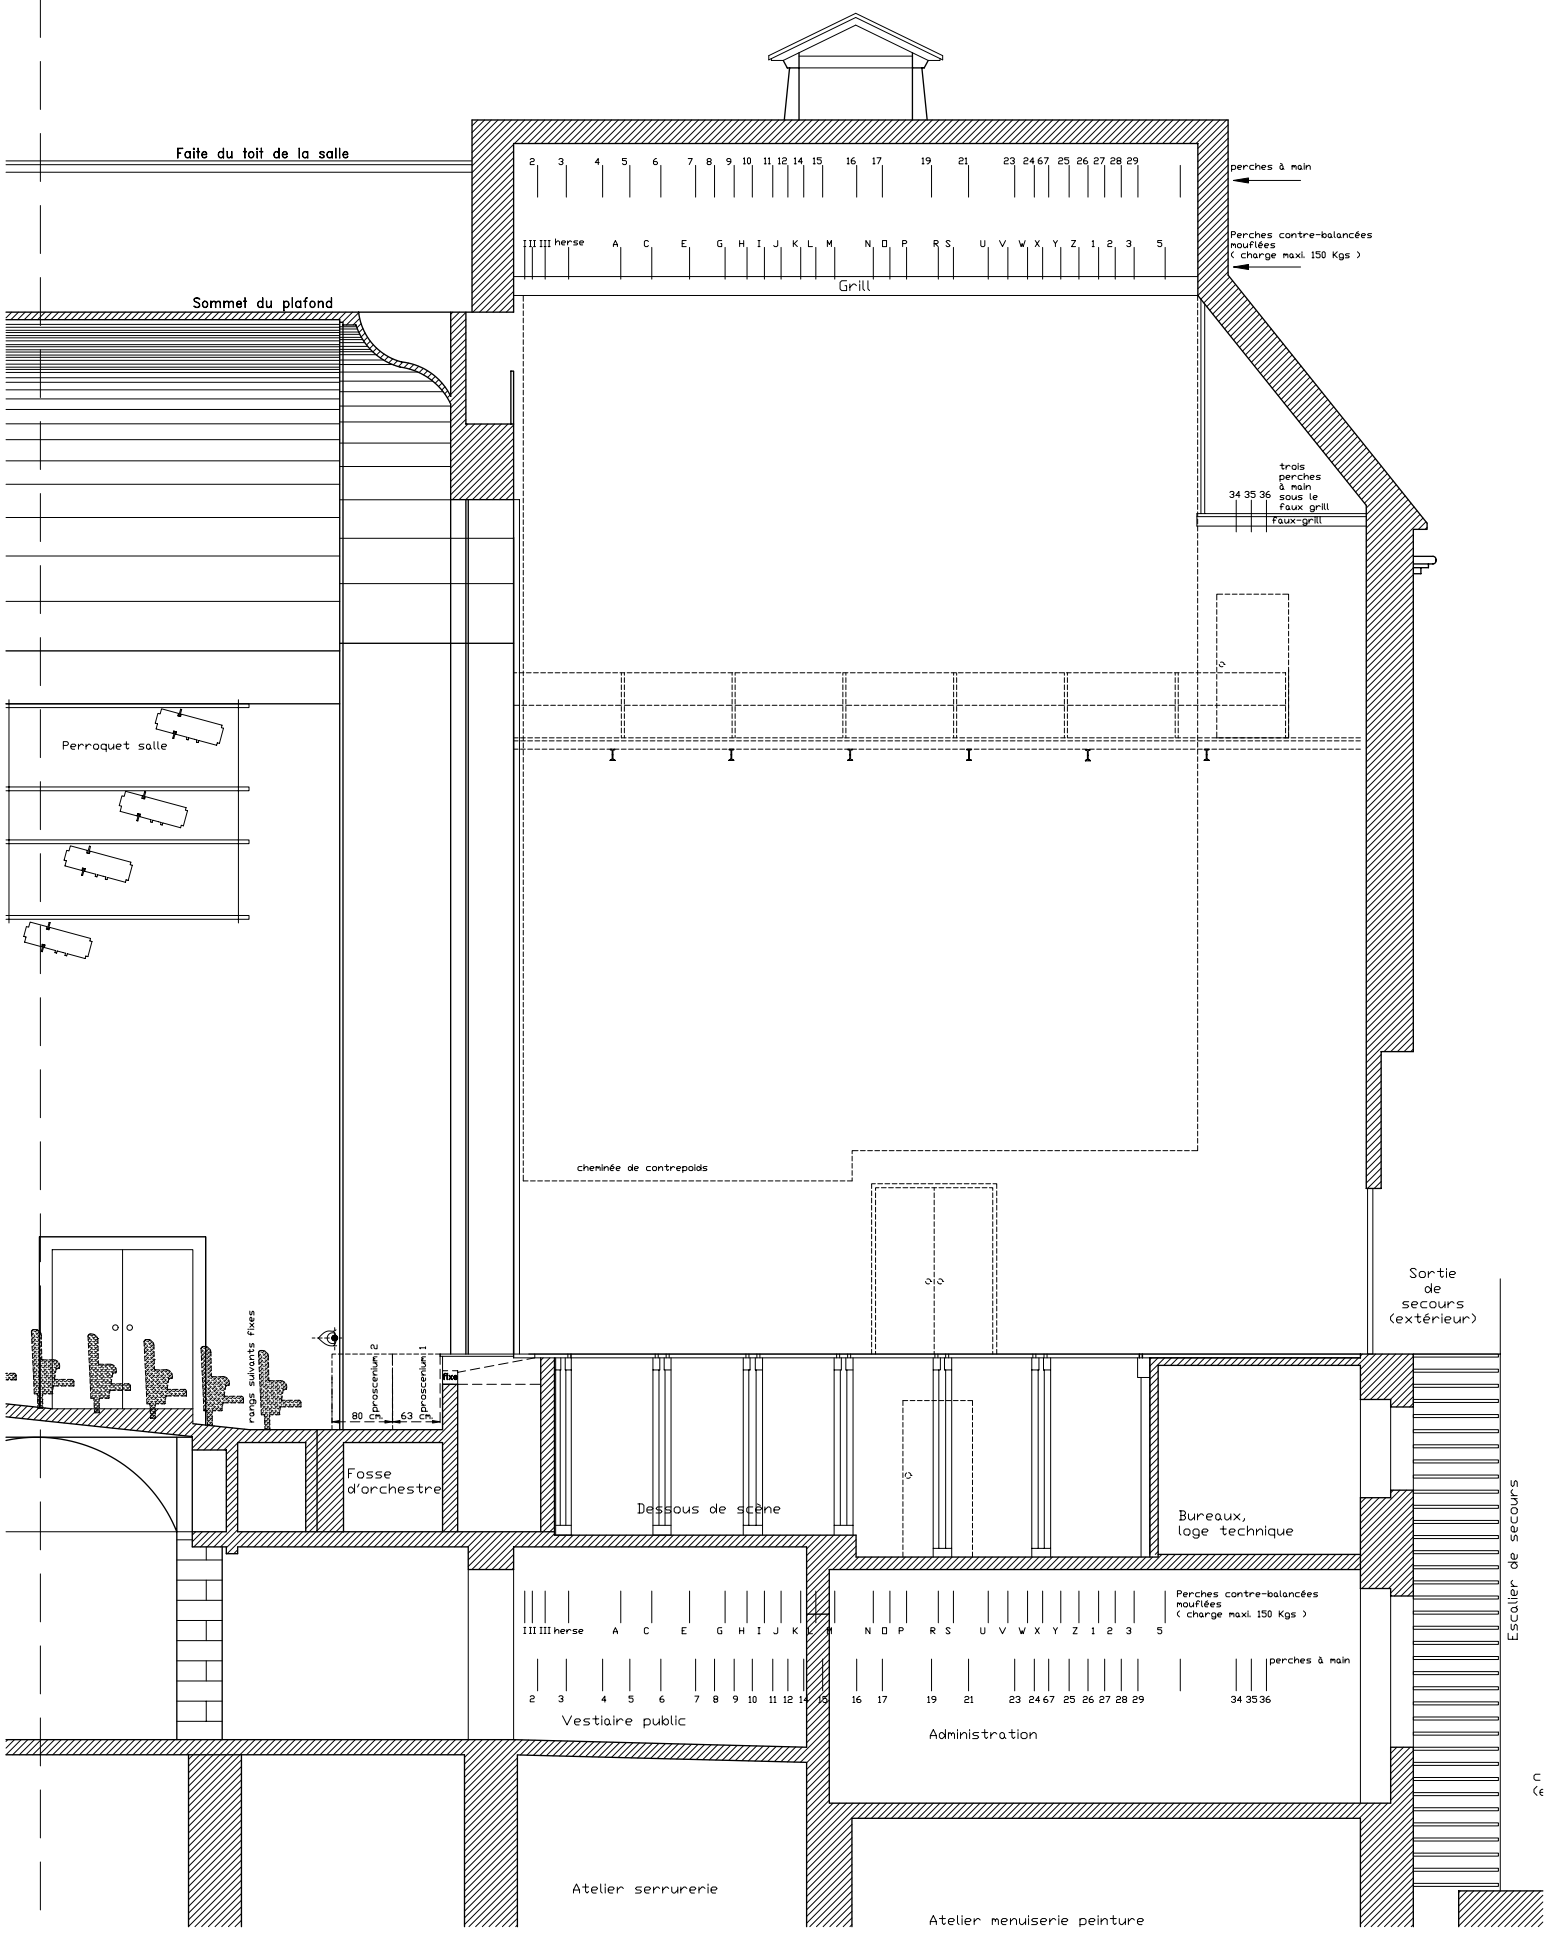 Faite du toit de la salle
2 3 4 5 6 7 8 9 10 11 12 14 15 16 17 19 21 23 24 67 25 26 27 28 29
perches à main
I II III herse A C E G H I J K L M N O P R S U V W X Y Z 1 2 3 5
Perches contre-balancées
mouflées
( charge maxi. 150 Kgs )
Grill
Sommet du plafond
trois
perches
à main
sous le
faux grill
34 35 36
faux-grill
Perroquet salle
cheminée de contrepoids
Sortie
de
secours
(extérieur)
rangs suivants fixes
proscenium 2
proscenium 1
fixe
80 cm.
63 cm.
Fosse
d'orchestre
Dessous de scène
Bureaux,
loge technique
Escalier de secours
Perches contre-balancées
mouflées
( charge maxi. 150 Kgs )
I II III herse A C E G H I J K L M N O P R S U V W X Y Z 1 2 3 5
perches à main
2 3 4 5 6 7 8 9 10 11 12 14 15 16 17 19 21 23 24 67 25 26 27 28 29 34 35 36
Vestiaire public
Administration
Atelier serrurerie
Atelier menuiserie peinture